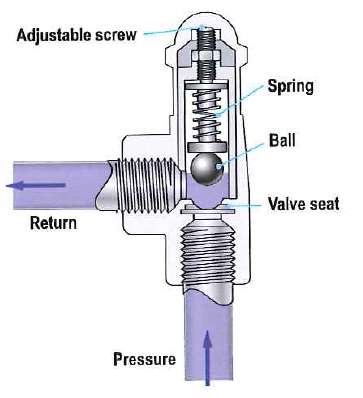 Adjustable screw
Spring
Ball
Valve seat
Return
Pressure